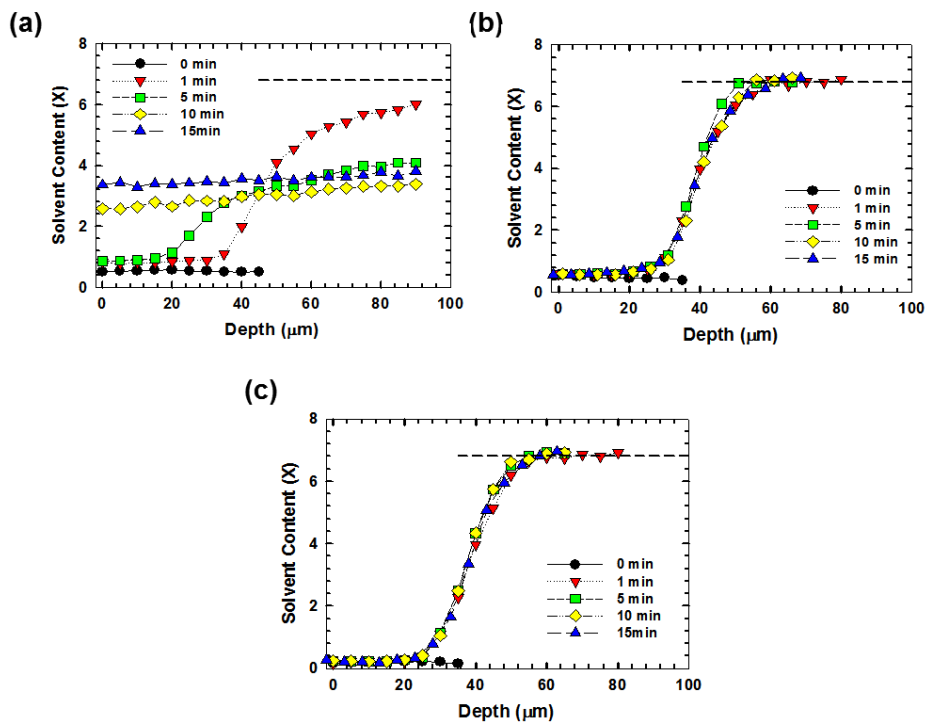 (a)
8
6
4
2
0
Solvent Content (X)
0 min
1 min
5 min
10 min
15min
0 20 40 60 80 100
Depth (μm)
(b)
8
6
4
2
0
Solvent Content (X)
0 min
1 min
5 min
10 min
15 min
0 20 40 60 80 100
Depth (μm)
(c)
8
6
4
2
0
Solvent Content (X)
0 min
1 min
5 min
10 min
15min
0 20 40 60 80 100
Depth (μm)